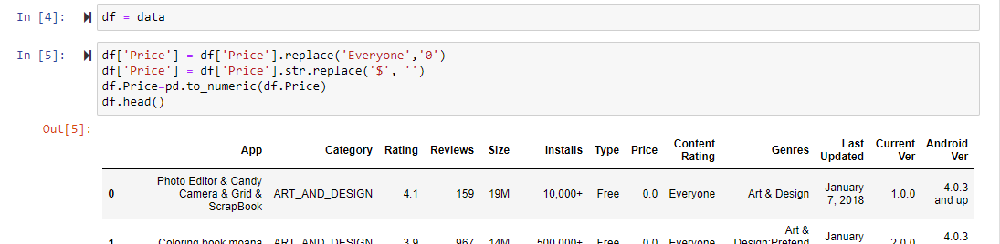 In [4]: df = data
In [5]: df['Price'] = df['Price'].replace('Everyone','0')
df['Price'] = df['Price'].str.replace('$', '')
df.Price=pd.to_numeric(df.Price)
df.head()
Out[5]:
App Category Rating Reviews Size Installs Type Price Content Rating Genres Last Updated Current Ver Android Ver
0 Photo Editor & Candy Camera & Grid & ScrapBook ART_AND_DESIGN 4.1 159 19M 10,000+ Free 0.0 Everyone Art & Design January 7, 2018 1.0.0 4.0.3 and up
1 Coloring book moana ART_AND_DESIGN 3.9 967 14M 500,000+ Free 0.0 Everyone Art & Design;Pretend January 2.0.0 4.0.3